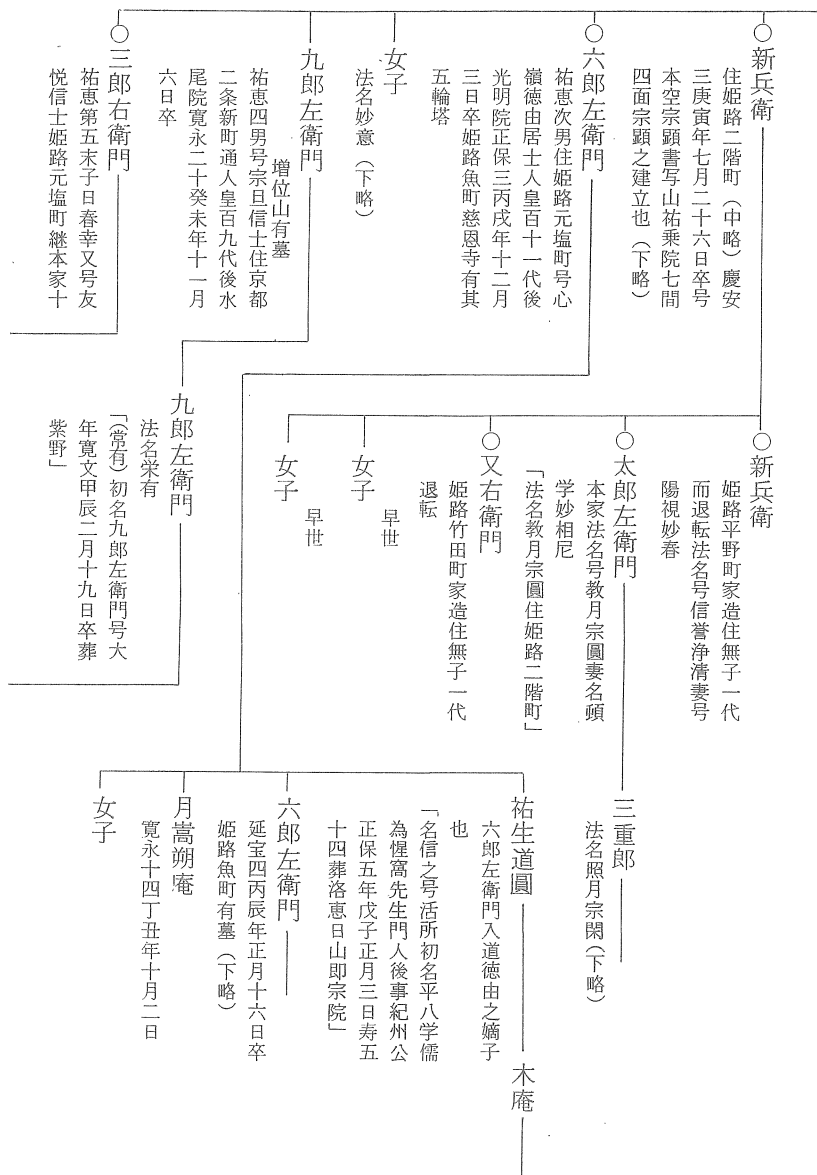 ○新兵衛
住姫路二階町（中略）慶安
三庚寅年七月二十六日卒号
本空宗顕書写山祐乗院七間
四面宗顕之建立也（下略）
○六郎左衛門
祐恵次男住姫路元塩町号心
嶺徳由居士人皇百十一代後
光明院正保三丙戌年十二月
三日卒姫路魚町慈恩寺有其
五輪塔
女子
法名妙意（下略）
九郎左衛門
増位山有墓
祐恵四男号宗旦信士住京都
二条新町通人皇百九代後水
尾院寛永二十癸未年十一月
六日卒
○三郎右衛門
祐恵第五末子日春幸又号友
悦信士姫路元塩町継本家十
○新兵衛
姫路平野町家造住無子一代
而退転法名号信誉浄清妻号
陽視妙春
○太郎左衛門
本家法名号教月宗圓妻名頓
学妙相尼
「法名教月宗圓住姫路二階町」
○又右衛門
姫路竹田町家造住無子一代
退転
女子
早世
女子
早世
九郎左衛門
法名栄有
「（常有）初名九郎左衛門号大
年寛文甲辰二月十九日卒葬
紫野」
三重郎
法名照月宗閑（下略）
祐生道圓
六郎左衛門入道徳由之嫡子
也
「名信之号活所初名平八学儒
為惺窩先生門人後事紀州公
正保五年戊子正月三日寿五
十四葬洛恵日山即宗院」
木庵
六郎左衛門
延宝四丙辰年正月十六日卒
姫路魚町有墓（下略）
月嵩朔庵
寛永十四丁丑年十月二日
女子